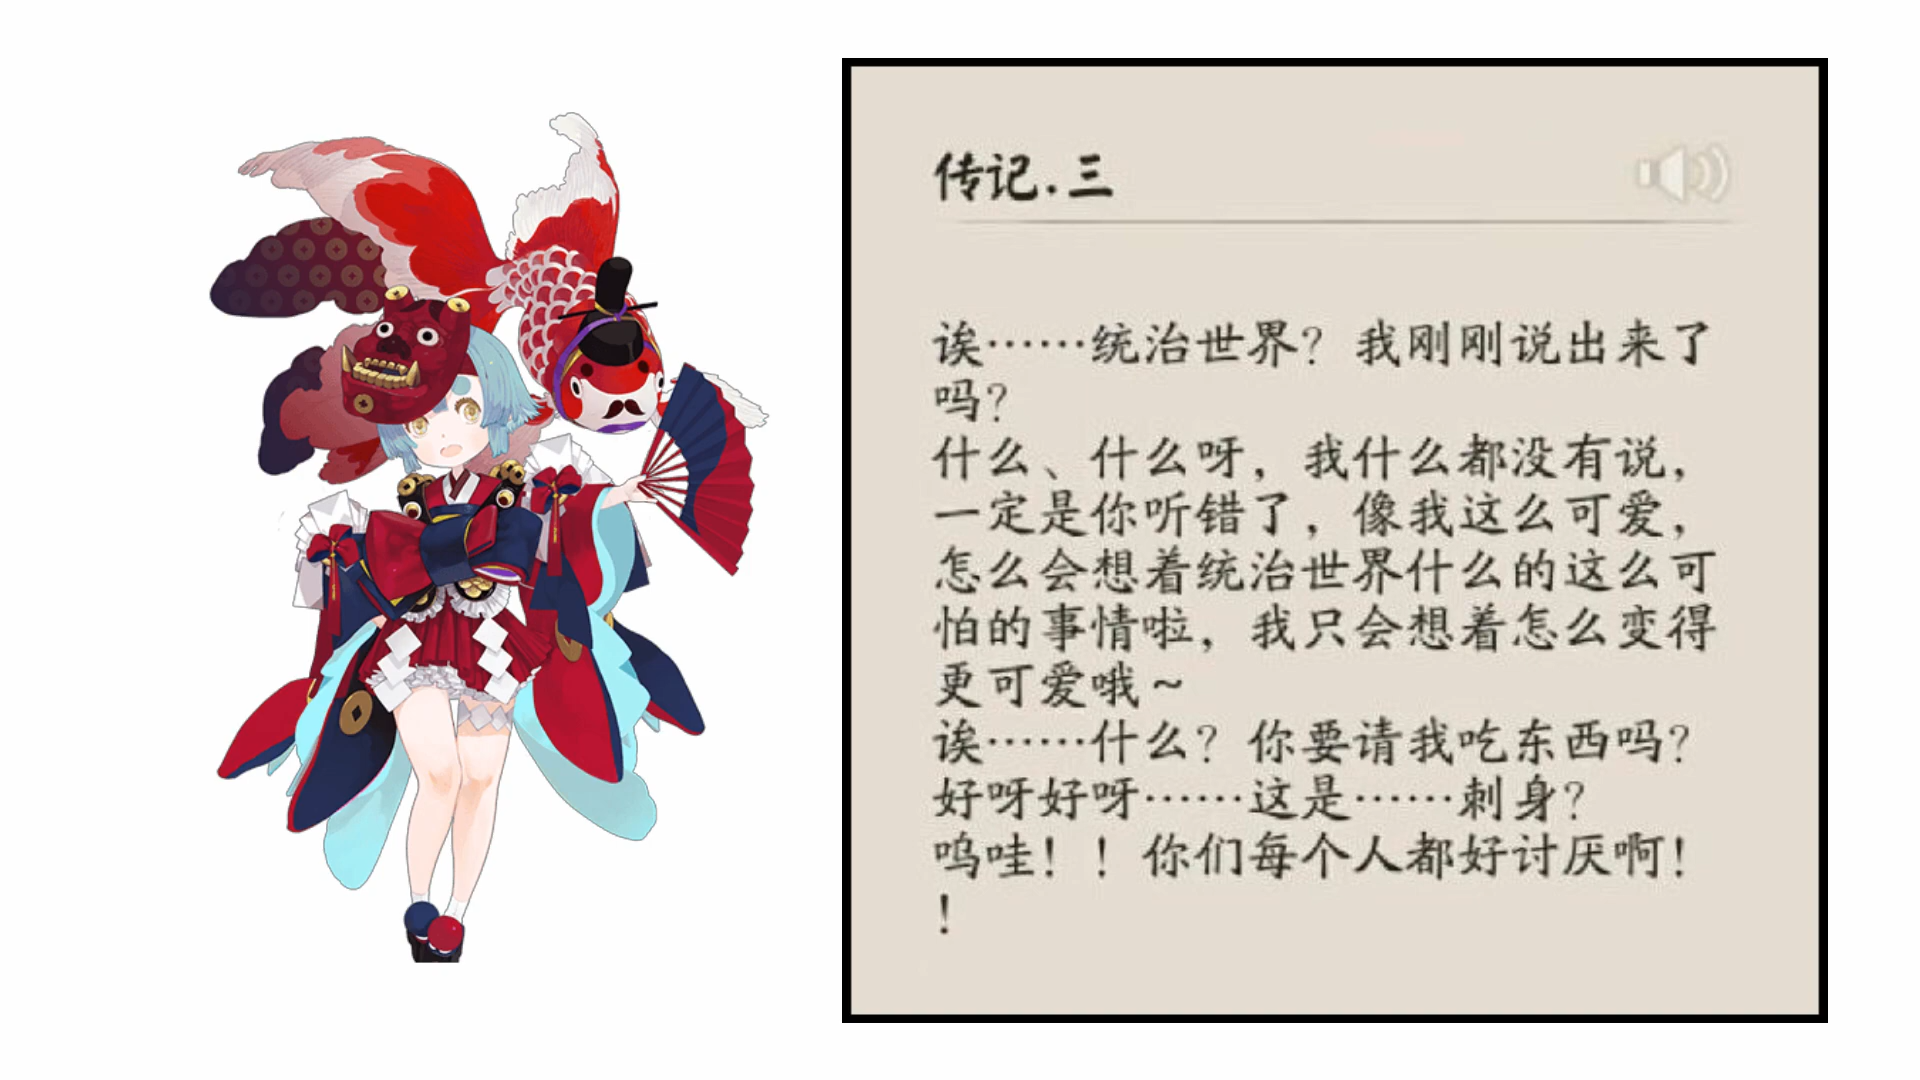 传记.三
诶……统治世界？我刚刚说出来了
吗？
什么、什么呀，我什么都没有说，
一定是你听错了，像我这么可爱，
怎么会想着统治世界什么的这么可
怕的事情啦，我只会想着怎么变得
更可爱哦~
诶……什么？你要请我吃东西吗？
好呀好呀……这是……刺身？
呜哇！！你们每个人都好讨厌啊！
！